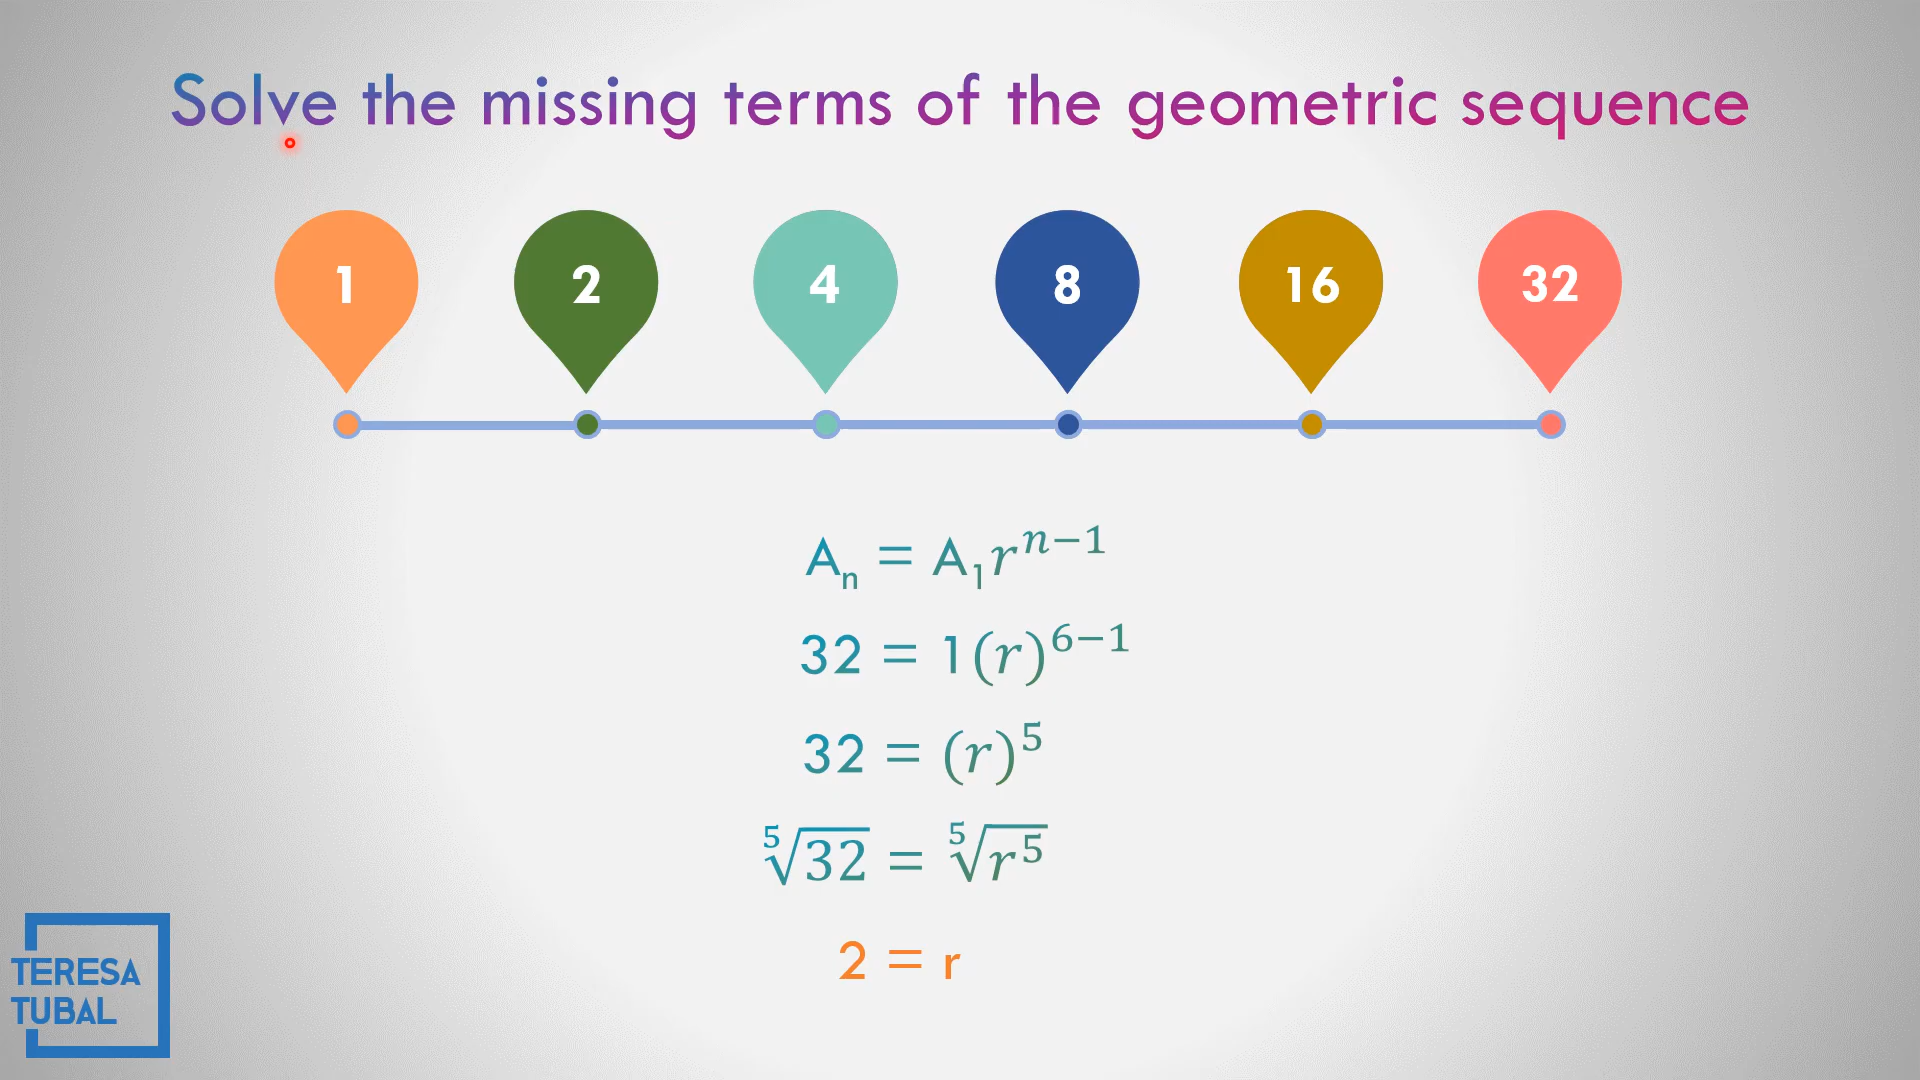 Solve the missing terms of the geometric sequence
1 2 4 8 16 32
Aₙ = A₁rⁿ⁻¹
32 = 1(r)⁶⁻¹
32 = (r)⁵
⁵√32 = ⁵√r⁵
2 = r
TERESA
TUBAL